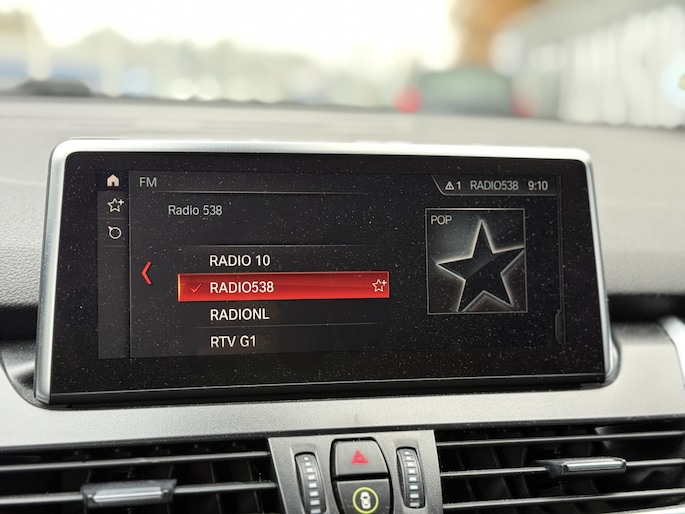 FM
1 RADIO538 9:10
Radio 538
POP
RADIO 10
RADIO538
RADIONL
RTV G1